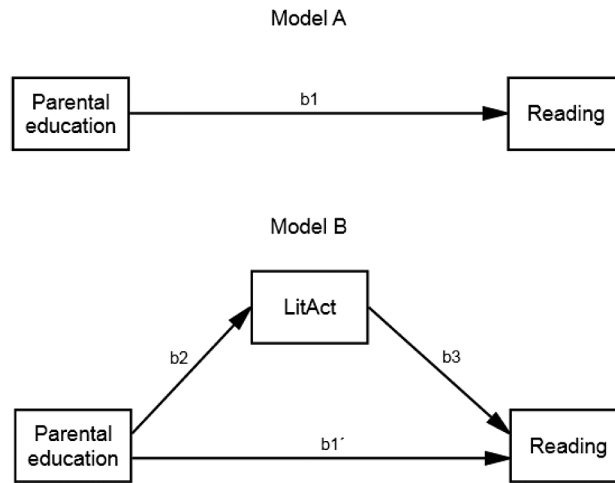 Model A
Parental
education
b1
Reading
Model B
LitAct
b2
b3
Parental
education
b1´
Reading